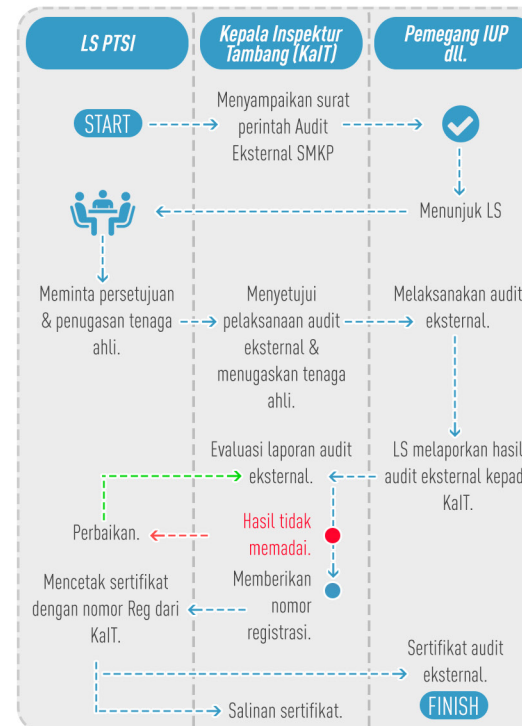 LS PTSI
Kepala Inspektur
Tambang (KaIT)
Pemegang IUP
dll.
START
Menyampaikan surat
perintah Audit
Eksternal SMKP
Menunjuk LS
Meminta persetujuan
& penugasan tenaga
ahli.
Menyetujui
pelaksanaan audit
eksternal &
menugaskan tenaga
ahli.
Melaksanakan audit
eksternal.
LS melaporkan hasil
audit eksternal kepad
KaIT.
Evaluasi laporan audit
eksternal.
Hasil tidak
memadai.
Perbaikan.
Memberikan
nomor
registrasi.
Mencetak sertifikat
dengan nomor Reg dari
KaIT.
Sertifikat audit
eksternal.
FINISH
Salinan sertifikat.